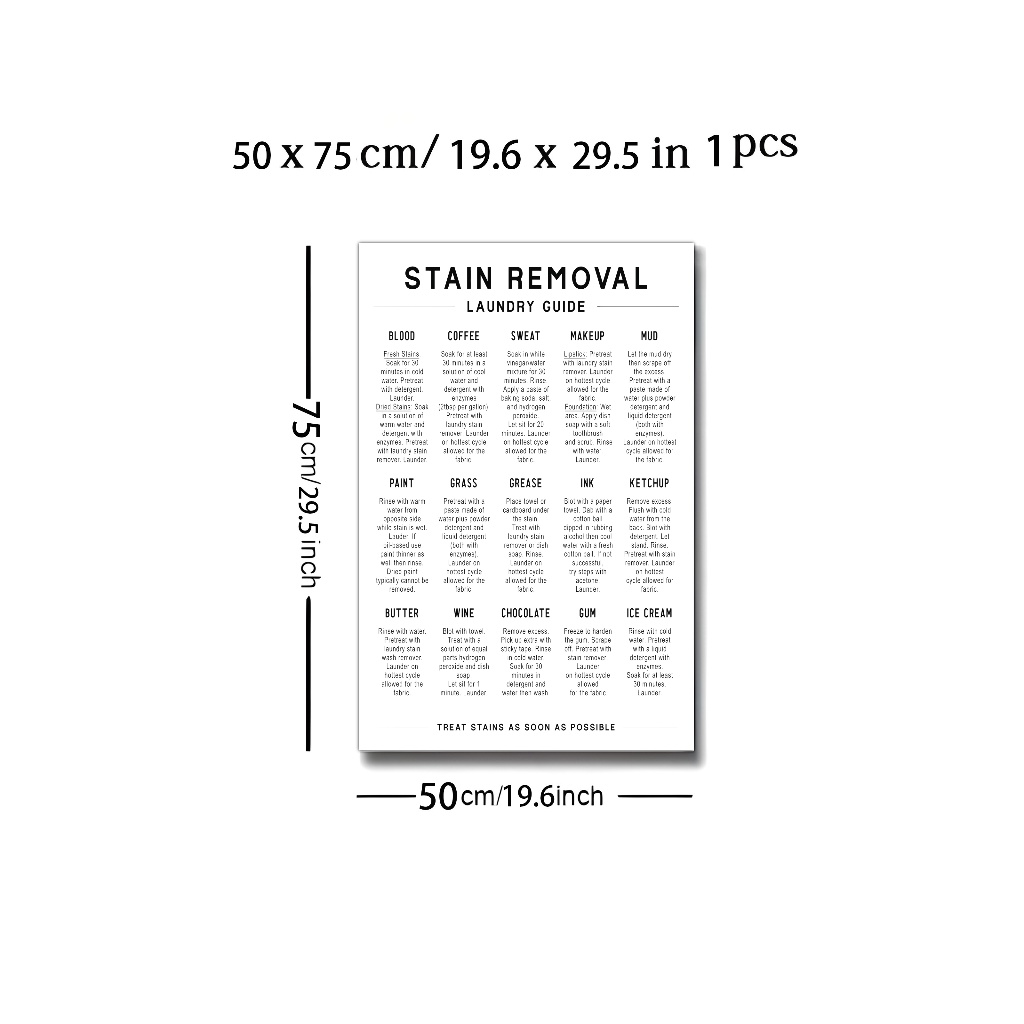 50 x 75 cm/ 19.6 x 29.5 in 1 pcs
STAIN REMOVAL
LAUNDRY GUIDE
BLOOD
Fresh Stains:
Soak for 30
minutes in cold
water. Pretreat
with detergent.
Launder.
Dried Stains: Soak
in a solution of
warm water and
detergent with
enzymes. Pretreat
with laundry stain
remover. Launder.
COFFEE
Soak for at least
30 minutes in a
solution of cool
water and
detergent with
enzymes
(2tbsp per gallon)
Pretreat with
laundry stain
remover. Launder
on hottest cycle
allowed for the
fabric.
SWEAT
Soak in white
vinegar/water
mixture for 30
minutes. Rinse.
Apply a paste of
baking soda, salt
and hydrogen
peroxide.
Let sit for 20
minutes. Launder
on hottest cycle
allowed for the
fabric.
MAKEUP
Lipstick: Pretreat
with laundry stain
remover. Launder
on hottest cycle
allowed for the
fabric.
Foundation: Wet
area. Apply dish
soap with a soft
toothbrush
and scrub. Rinse
with water.
Launder.
MUD
Let the mud dry
then scrape off
the excess.
Pretreat with a
paste made of
water plus powder
detergent and
liquid detergent
(both with
enzymes).
Launder on hottest
cycle allowed for
the fabric.
PAINT
Rinse with warm
water from
opposite side
while stain is wet.
Lauder. If
oil-based use
paint thinner as
well then rinse.
Dried paint
typically cannot be
removed.
GRASS
Pretreat with a
paste made of
water plus powder
detergent and
liquid detergent
(both with
enzymes).
Launder on
hottest cycle
allowed for the
fabric.
GREASE
Place towel or
cardboard under
the stain.
Treat with
laundry stain
remover or dish
soap. Rinse.
Launder on
hottest cycle
allowed for the
fabric.
INK
Blot with a paper
towel. Dab with a
cotton ball
dipped in rubbing
alcohol then cool
water with a fresh
cotton ball. If not
successful,
try steps with
acetone.
Launder.
KETCHUP
Remove excess.
Flush with cold
water from the
back. Blot with
detergent. Let
stand. Rinse.
Pretreat with stain
remover. Launder
on hottest
cycle allowed for
fabric.
BUTTER
Rinse with water.
Pretreat with
laundry stain
wash remover.
Launder on
hottest cycle
allowed for the
fabric.
WINE
Blot with towel.
Treat with a
solution of equal
parts hydrogen
peroxide and dish
soap.
Let sit for 1
minute. Launder.
CHOCOLATE
Remove excess.
Pick up extra with
sticky tape. Rinse
in cold water.
Soak for 30
minutes in
detergent and
water then wash.
GUM
Freeze to harden
the gum. Scrape
off. Pretreat with
stain remover.
Launder
on hottest cycle
allowed
for the fabric.
ICE CREAM
Rinse with cold
water. Pretreat
with a liquid
detergent with
enzymes.
Soak for at least
30 minutes.
Launder.
TREAT STAINS AS SOON AS POSSIBLE
75cm/29.5inch
50cm/19.6inch